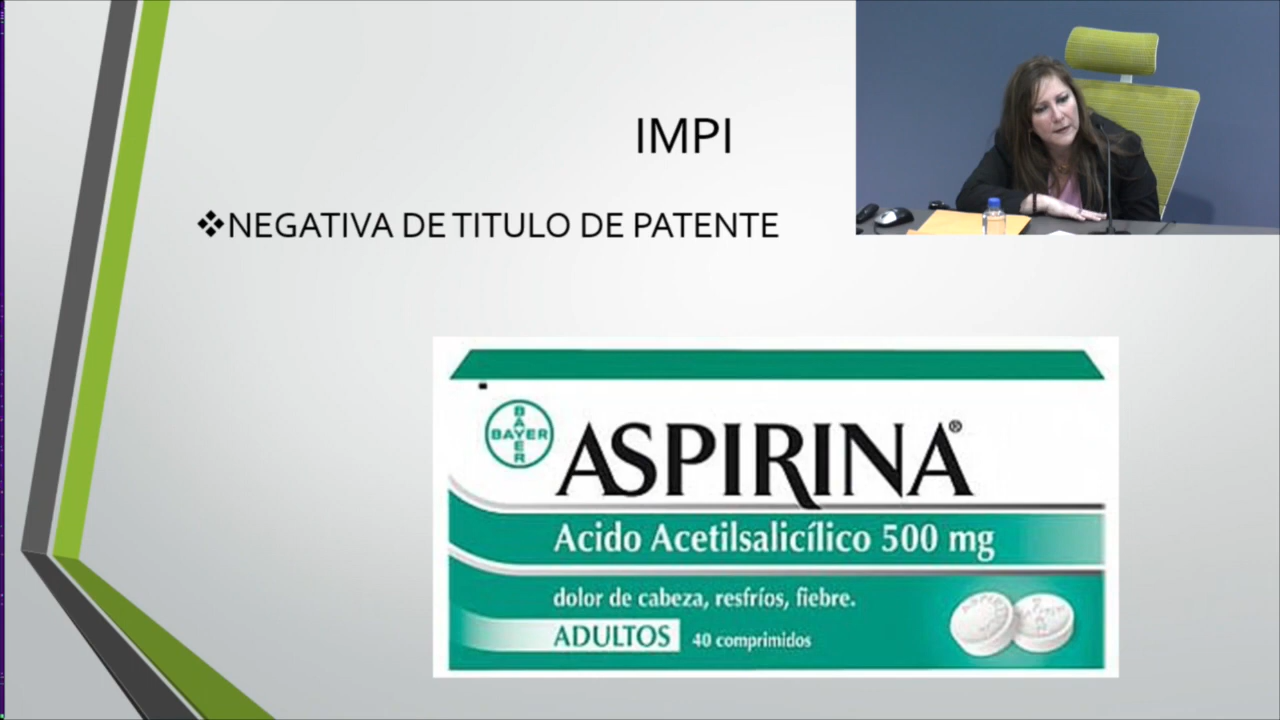 IMPI
❖NEGATIVA DE TITULO DE PATENTE
BAYER
BAYER
ASPIRINA®
Acido Acetilsalicílico 500 mg
dolor de cabeza, resfríos, fiebre.
ADULTOS 40 comprimidos